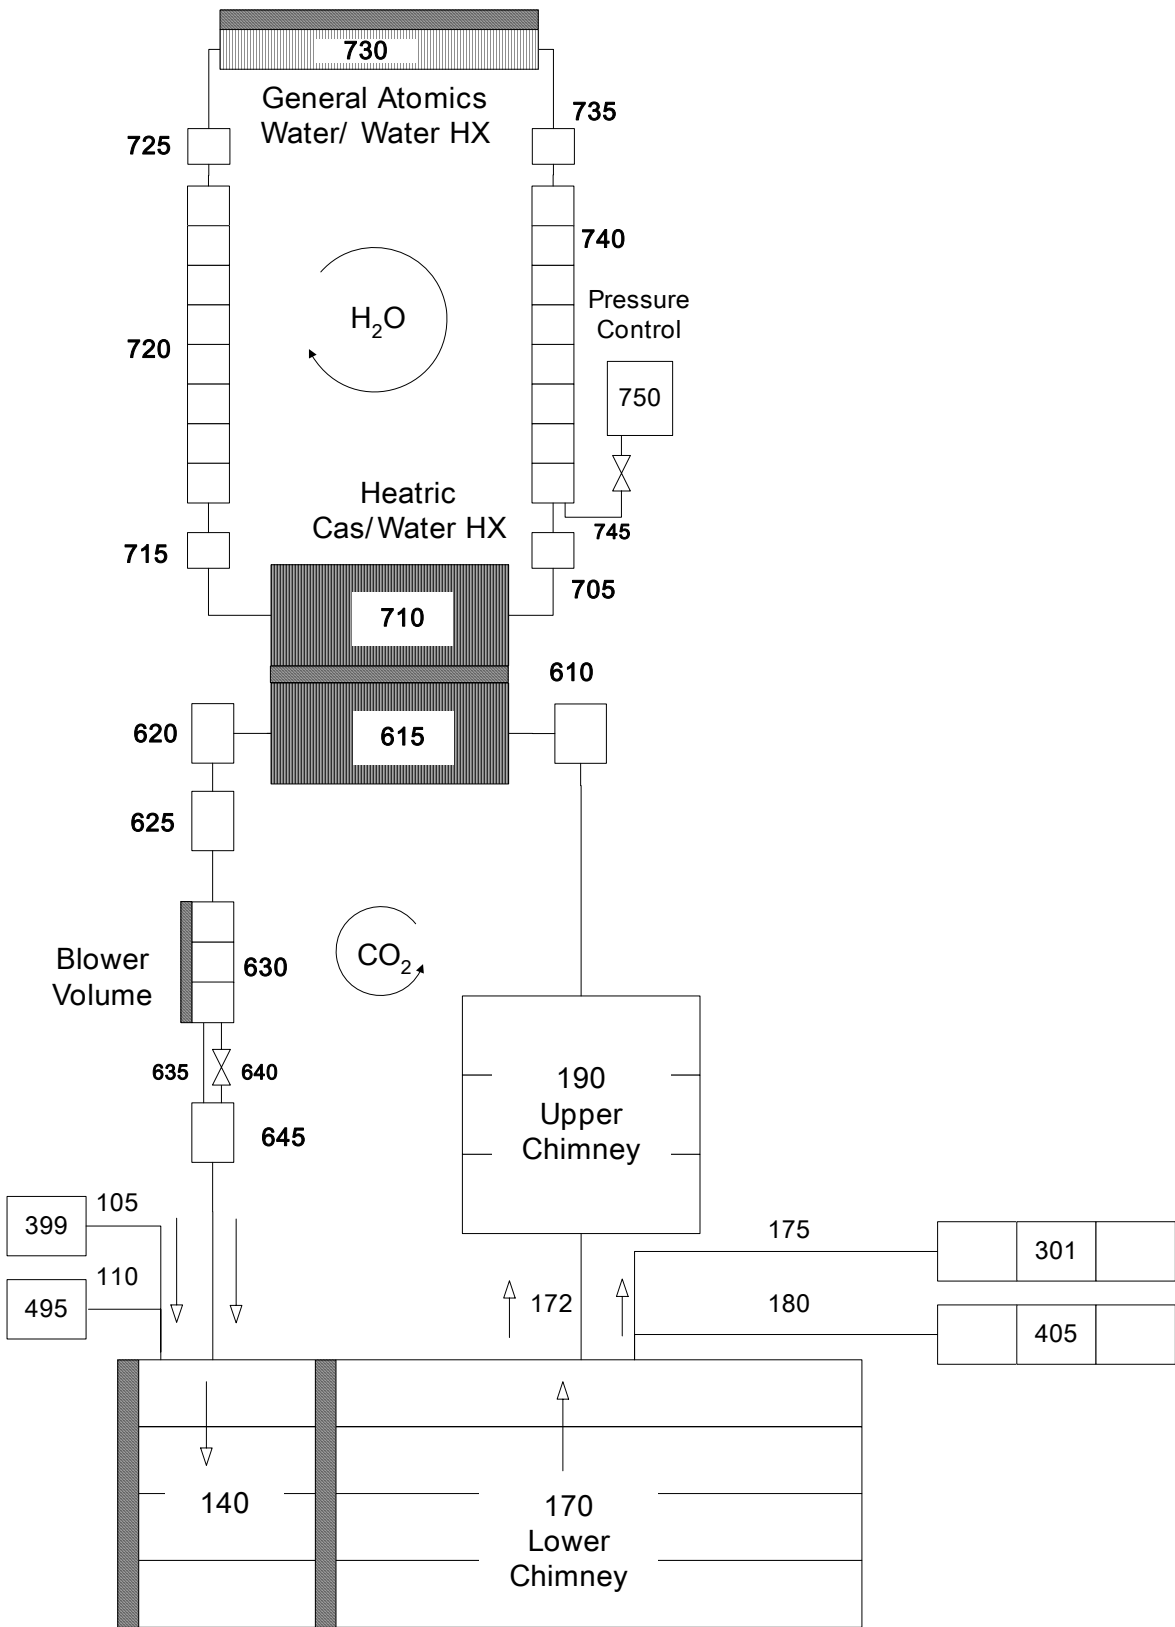 730
General Atomics
Water/ Water HX
735
725
740
Pressure
Control
H₂O
720
750
Heatric
Cas/Water HX
745
715
705
710
610
620
615
625
CO₂
Blower
Volume
630
635
640
190
Upper
Chimney
645
105
399
175
301
110
495
172
180
405
140
170
Lower
Chimney